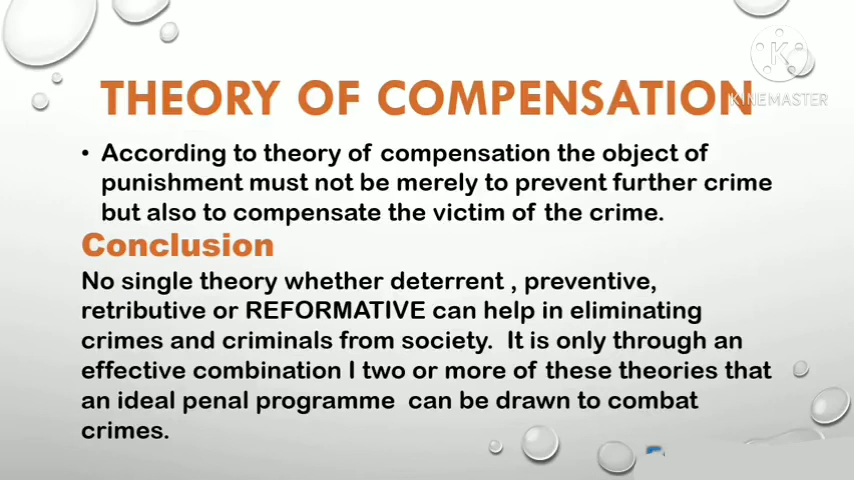 K
KINEMASTER
THEORY OF COMPENSATION
• According to theory of compensation the object of
punishment must not be merely to prevent further crime
but also to compensate the victim of the crime.
Conclusion
No single theory whether deterrent , preventive,
retributive or REFORMATIVE can help in eliminating
crimes and criminals from society. It is only through an
effective combination I two or more of these theories that
an ideal penal programme can be drawn to combat
crimes.